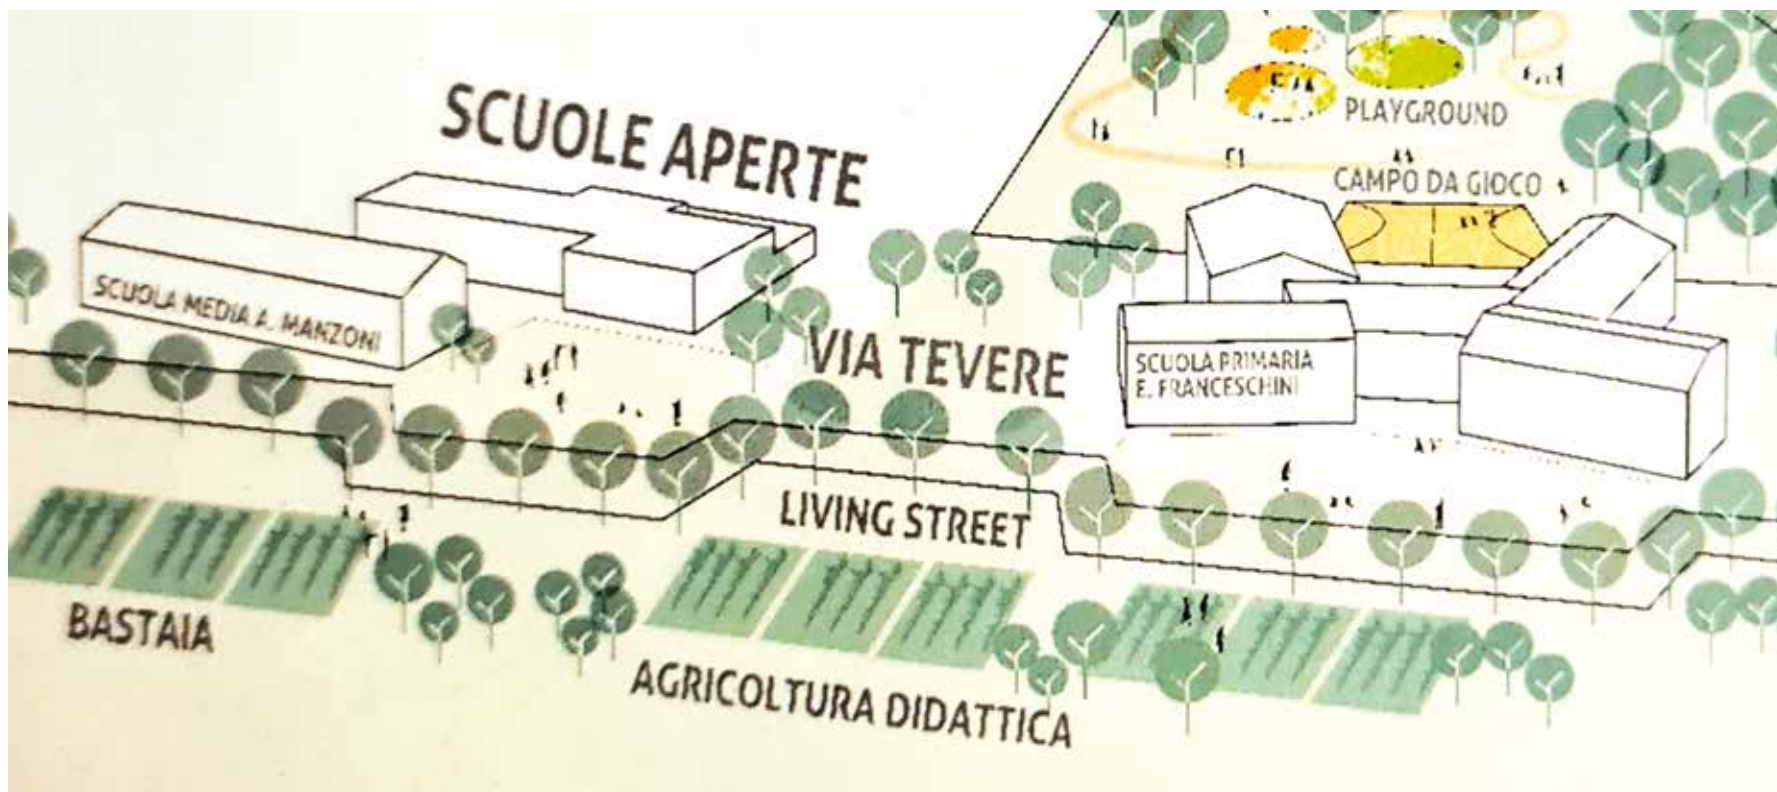 SCUOLE APERTE
PLAYGROUND
CAMPO DA GIOCO
SCUOLA MEDIA A. MANZONI
VIA TEVERE
SCUOLA PRIMARIA
E. FRANCESCHINI
LIVING STREET
BASTAIA
AGRICOLTURA DIDATTICA